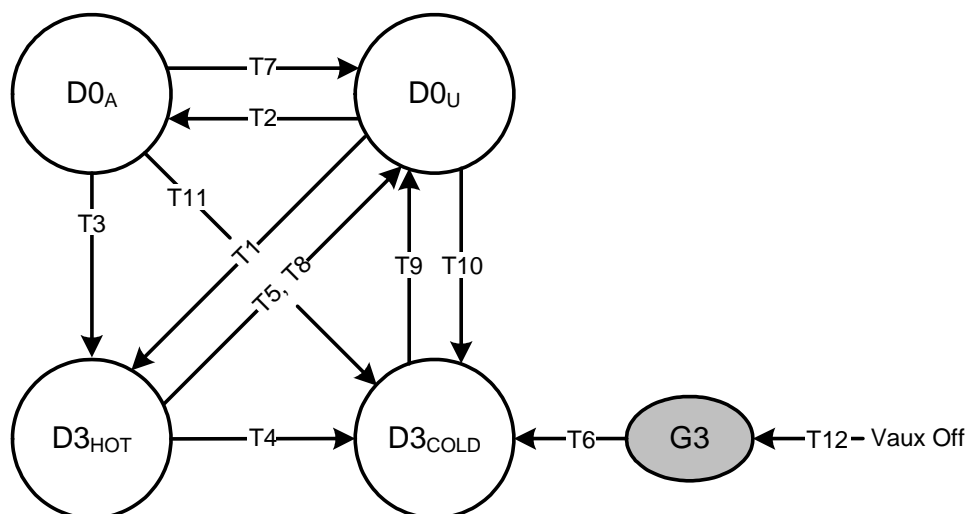 D0A
T7
D0U
T2
T11
T3
T1
T5, T8
T9
T10
D3HOT
T4
D3COLD
T6
G3
T12
Vaux Off